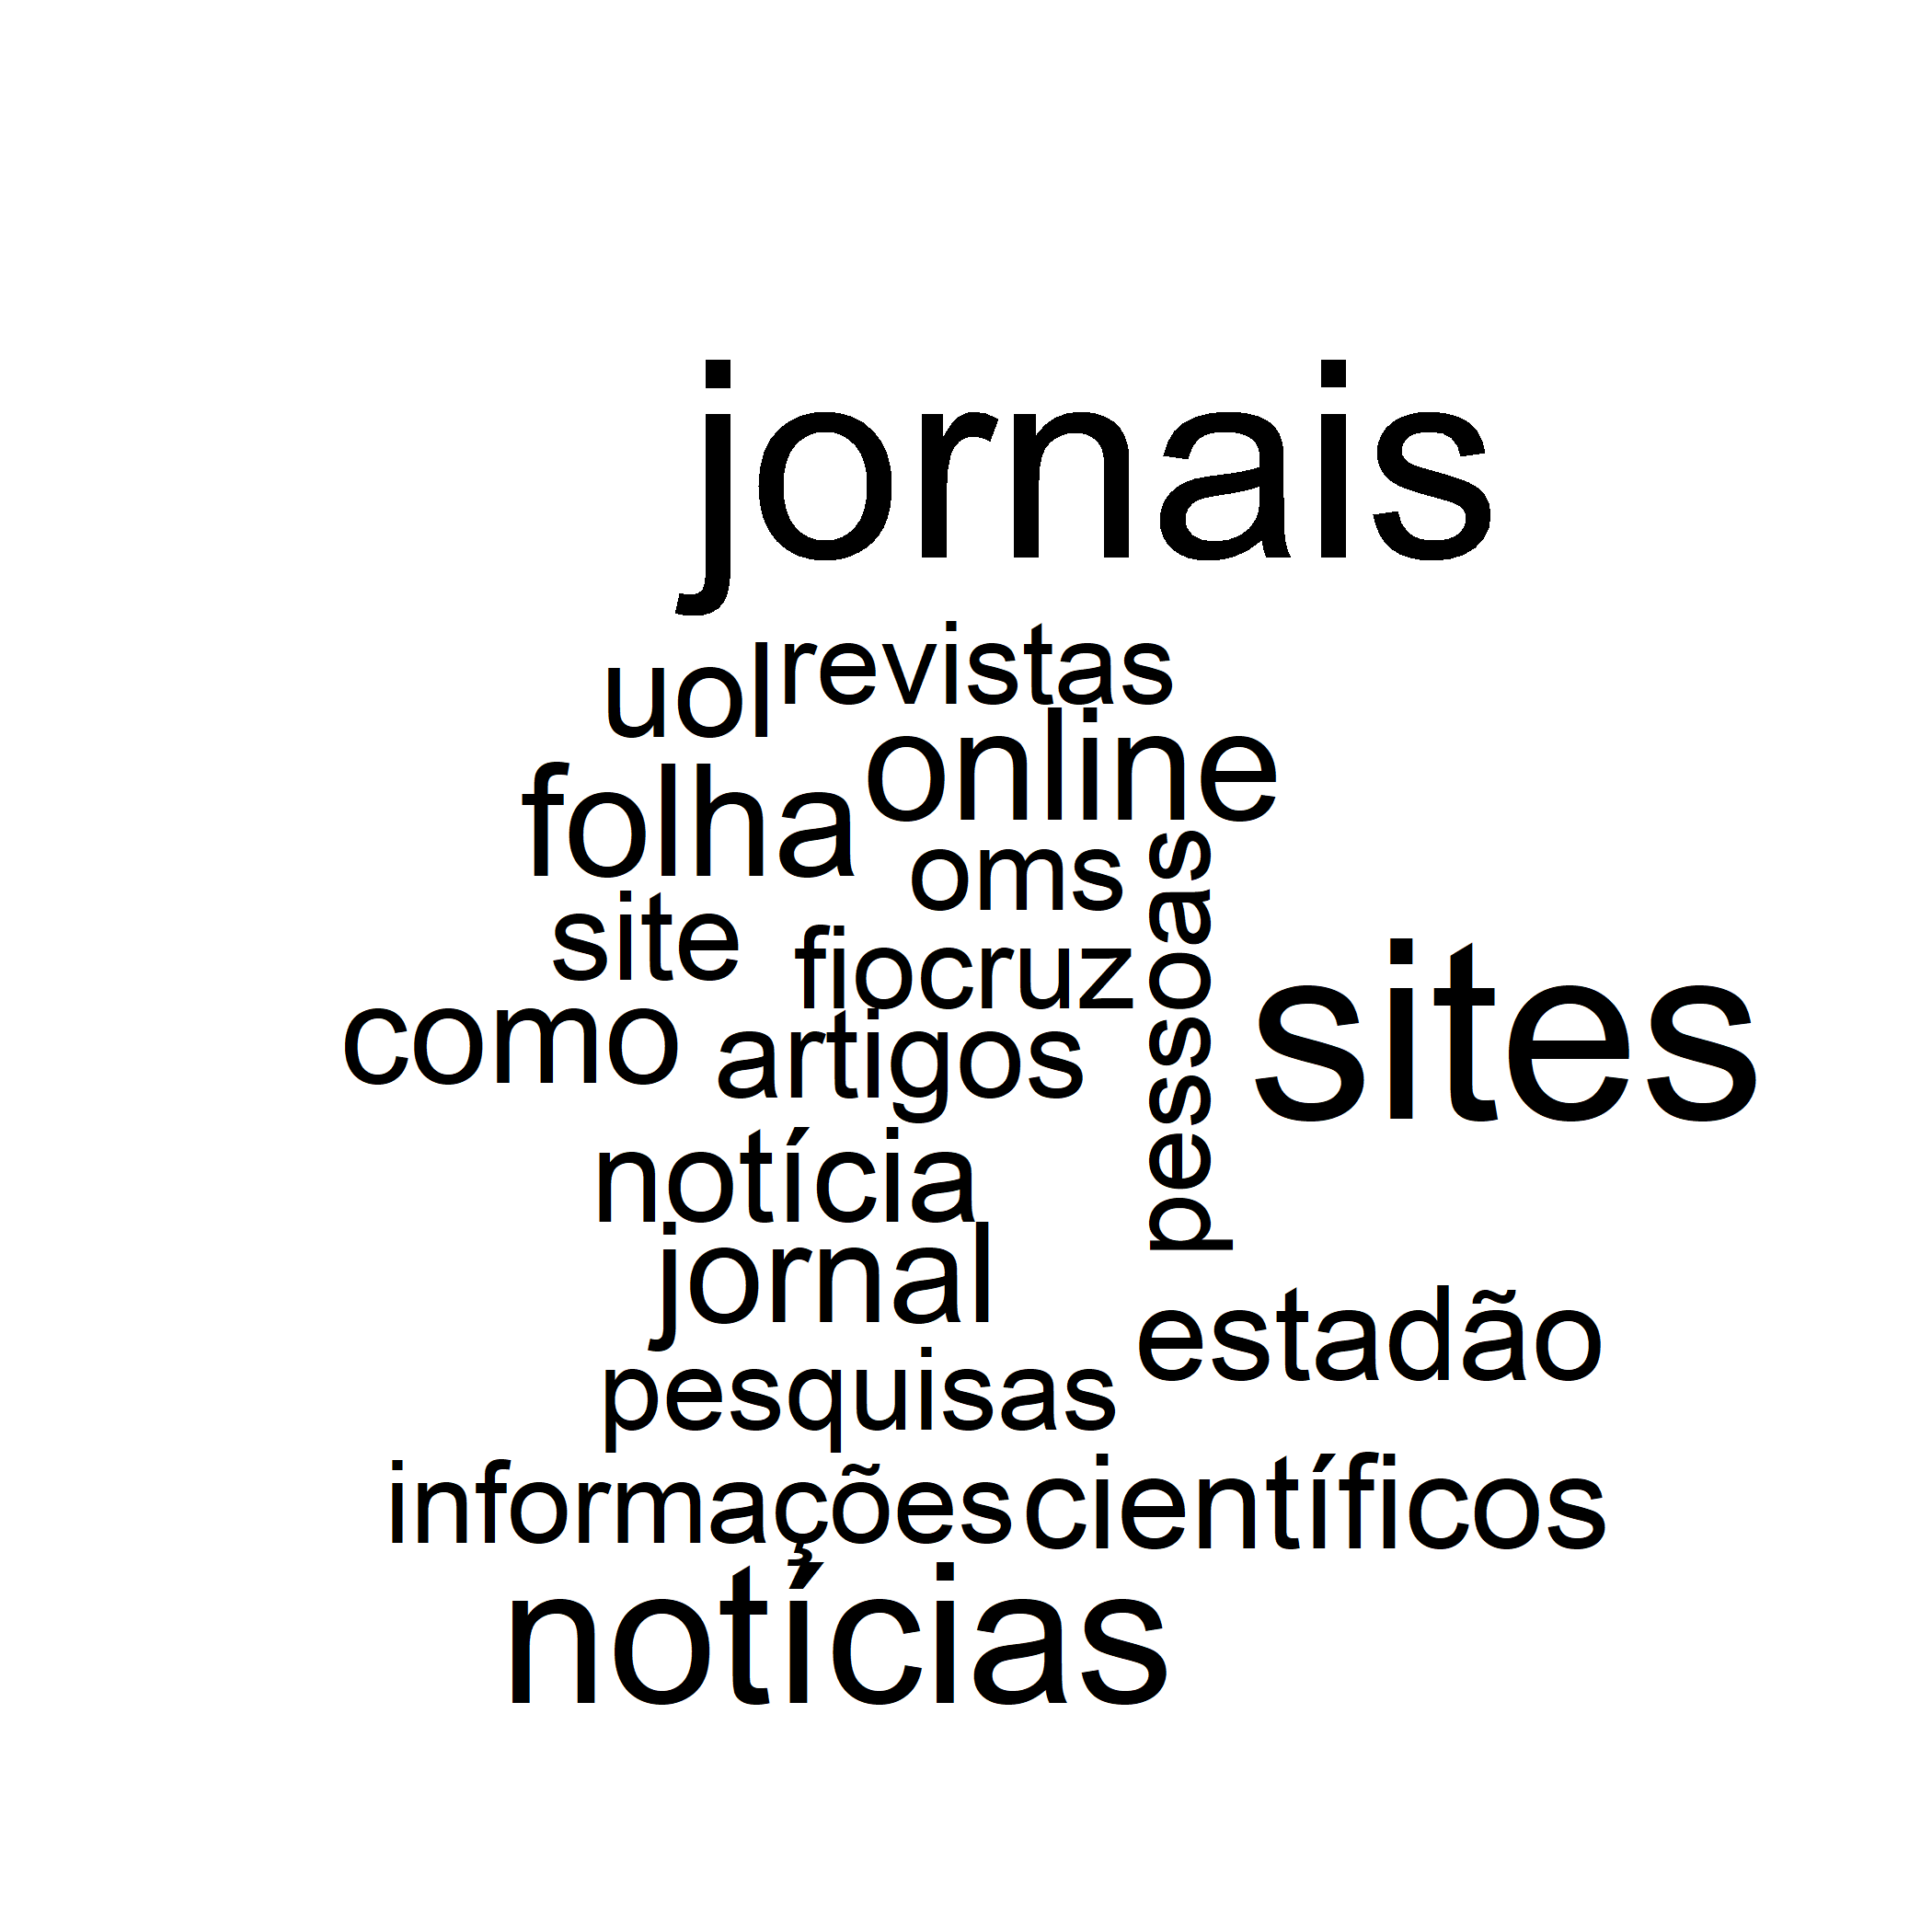 jornais
uol revistas
folha online
oms
pessoas
site fiocruz
como artigos
sites
notícia
jornal
estadão
pesquisas
informações científicos
notícias